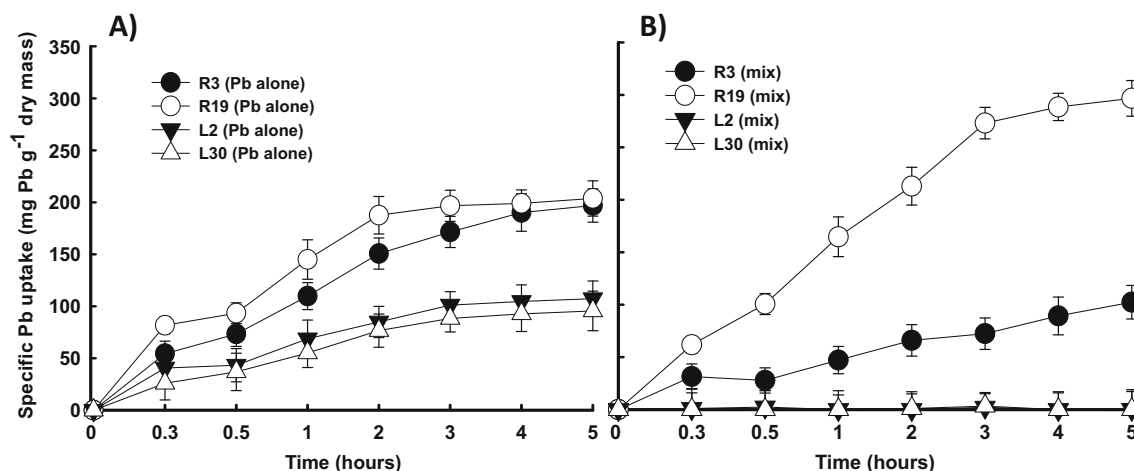 A)
350
300
250
200
150
100
50
0
Specific Pb uptake (mg Pb g⁻¹ dry mass)
R3 (Pb alone)
R19 (Pb alone)
L2 (Pb alone)
L30 (Pb alone)
0 0.3 0.5 1 2 3 4 5
Time (hours)
B)
R3 (mix)
R19 (mix)
L2 (mix)
L30 (mix)
0 0.3 0.5 1 2 3 4 5
Time (hours)